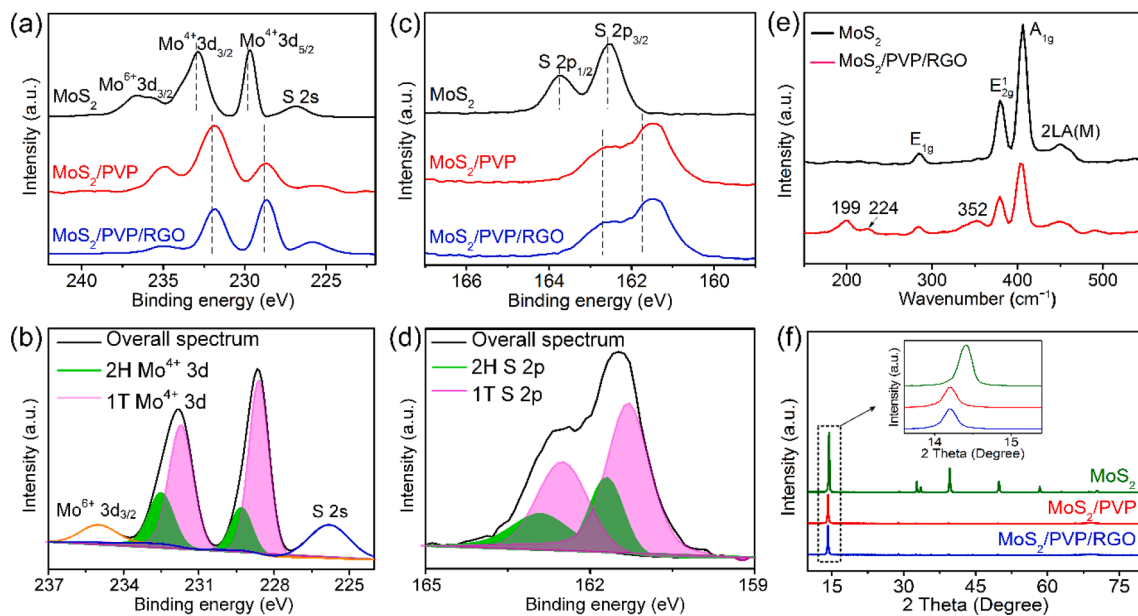 (a)
Mo⁴⁺3d₃/₂
Mo⁴⁺3d₅/₂
Mo⁶⁺3d₃/₂
S 2s
MoS₂
MoS₂/PVP
MoS₂/PVP/RGO
Intensity (a.u.)
240 235 230 225
Binding energy (eV)
(c)
S 2p₃/₂
S 2p₁/₂
MoS₂
MoS₂/PVP
MoS₂/PVP/RGO
Intensity (a.u.)
166 164 162 160
Binding energy (eV)
(e)
MoS₂
MoS₂/PVP/RGO
A₁g
E¹₂g
2LA(M)
E₁g
199
224
352
Intensity (a.u.)
200 300 400 500
Wavenumber (cm⁻¹)
(b)
Overall spectrum
2H Mo⁴⁺ 3d
1T Mo⁴⁺ 3d
Mo⁶⁺ 3d₃/₂
S 2s
Intensity (a.u.)
237 234 231 228 225 224
Binding energy (eV)
(d)
Overall spectrum
2H S 2p
1T S 2p
Intensity (a.u.)
165 162 159
Binding energy (eV)
(f)
Intensity (a.u.)
14 15
2 Theta (Degree)
MoS₂
MoS₂/PVP
MoS₂/PVP/RGO
Intensity (a.u.)
15 30 45 60 75
2 Theta (Degree)